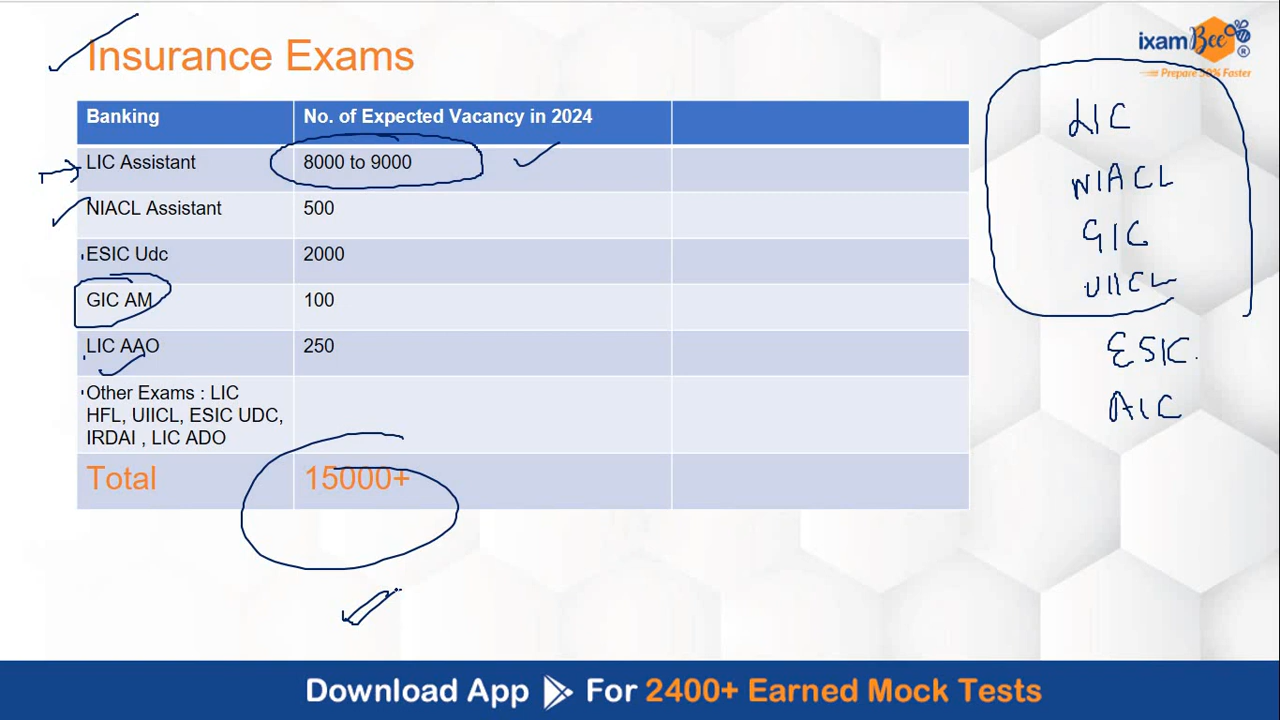 Insurance Exams
ixamBee
Prepare 50% Faster
Banking No. of Expected Vacancy in 2024
LIC Assistant 8000 to 9000
NIACL Assistant 500
ESIC Udc 2000
GIC AM 100
LIC AAO 250
Other Exams : LIC
HFL, UIICL, ESIC UDC,
IRDAI , LIC ADO
Total 15000+
LIC
NIACL
GIC
UIICL
ESIC
AIC
Download App For 2400+ Earned Mock Tests